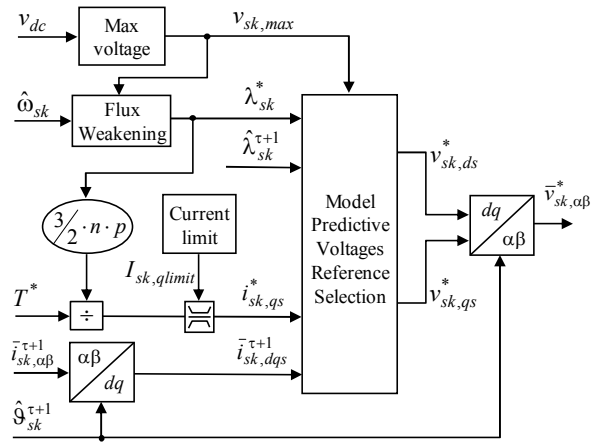 v_dc
Max
voltage
v_sk,max
ω̂_sk
Flux
Weakening
λ*_sk
λ̂^τ+1_sk
3/2 · n · p
Current
limit
I_sk,qlimit
Model
Predictive
Voltages
Reference
Selection
v*_sk,ds
v*_sk,qs
dq
αβ
v̄*_sk,αβ
T*
÷
i*_sk,qs
ī^τ+1_sk,αβ
αβ
dq
ī^τ+1_sk,dqs
ϑ̂^τ+1_sk